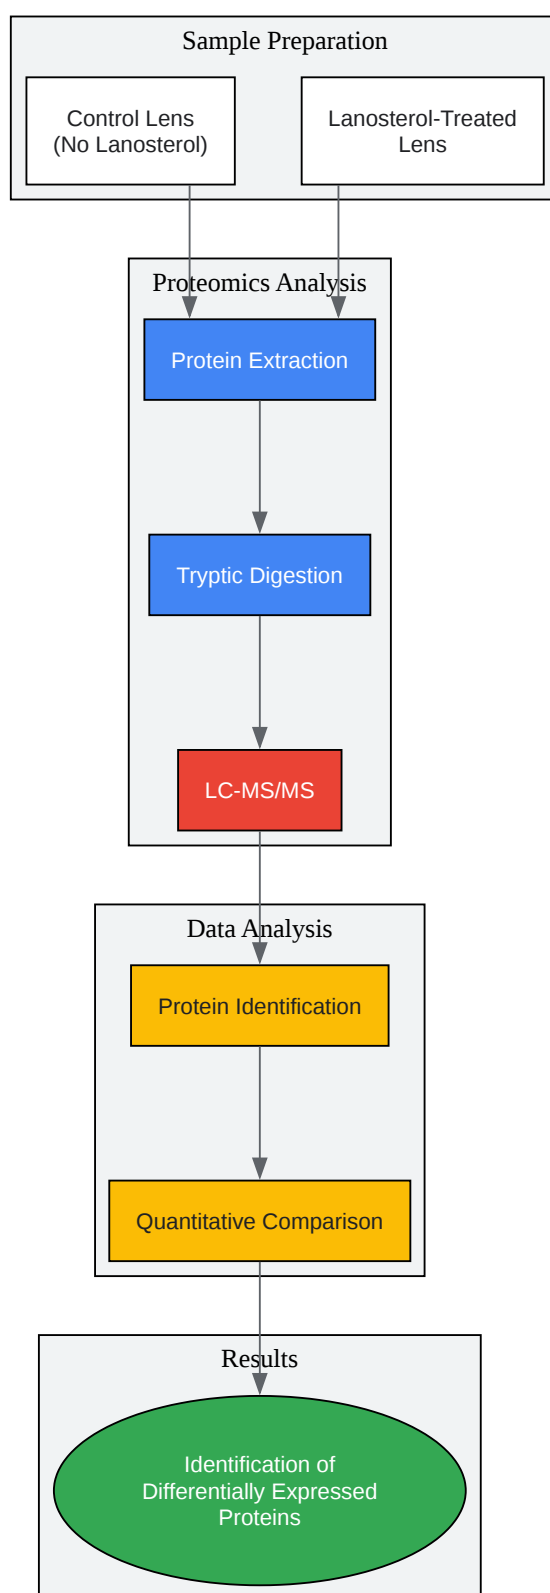 Sample Preparation
Control Lens
(No Lanosterol)
Lanosterol-Treated
Lens
Proteomics Analysis
Protein Extraction
Tryptic Digestion
LC-MS/MS
Data Analysis
Protein Identification
Quantitative Comparison
Results
Identification of
Differentially Expressed
Proteins